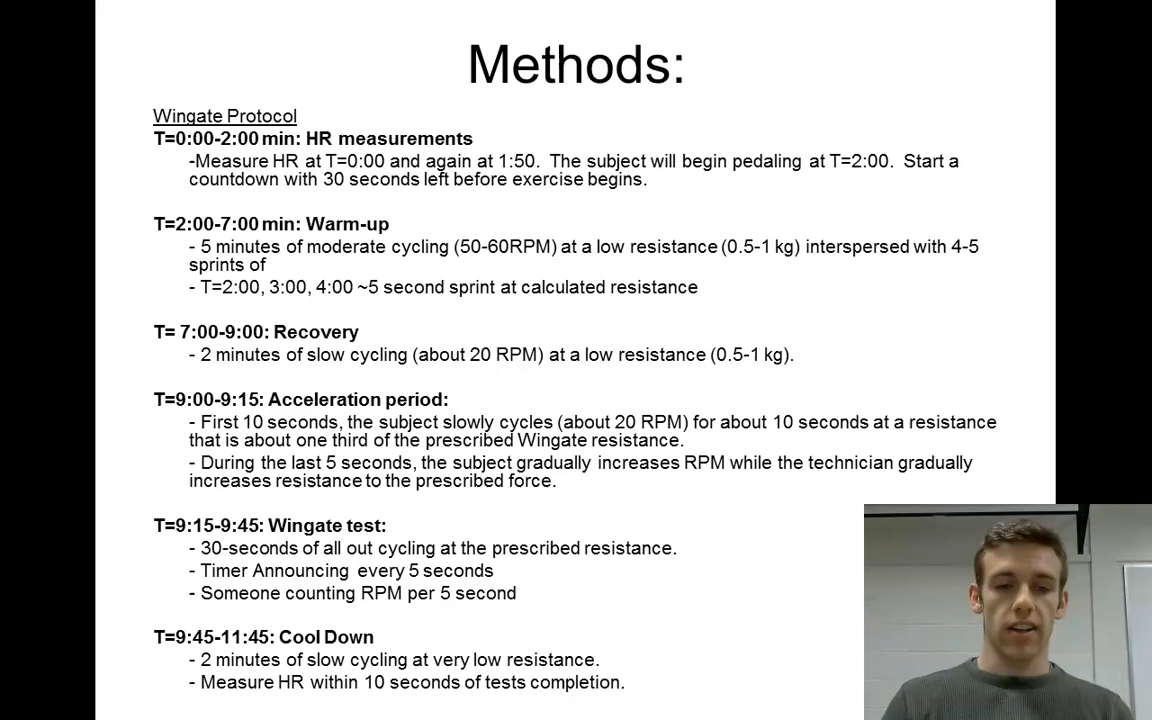 Methods:
Wingate Protocol
T=0:00-2:00 min: HR measurements
-Measure HR at T=0:00 and again at 1:50. The subject will begin pedaling at T=2:00. Start a
countdown with 30 seconds left before exercise begins.
T=2:00-7:00 min: Warm-up
- 5 minutes of moderate cycling (50-60RPM) at a low resistance (0.5-1 kg) interspersed with 4-5
sprints of
- T=2:00, 3:00, 4:00 ~5 second sprint at calculated resistance
T= 7:00-9:00: Recovery
- 2 minutes of slow cycling (about 20 RPM) at a low resistance (0.5-1 kg).
T=9:00-9:15: Acceleration period:
- First 10 seconds, the subject slowly cycles (about 20 RPM) for about 10 seconds at a resistance
that is about one third of the prescribed Wingate resistance.
- During the last 5 seconds, the subject gradually increases RPM while the technician gradually
increases resistance to the prescribed force.
T=9:15-9:45: Wingate test:
- 30-seconds of all out cycling at the prescribed resistance.
- Timer Announcing every 5 seconds
- Someone counting RPM per 5 second
T=9:45-11:45: Cool Down
- 2 minutes of slow cycling at very low resistance.
- Measure HR within 10 seconds of tests completion.